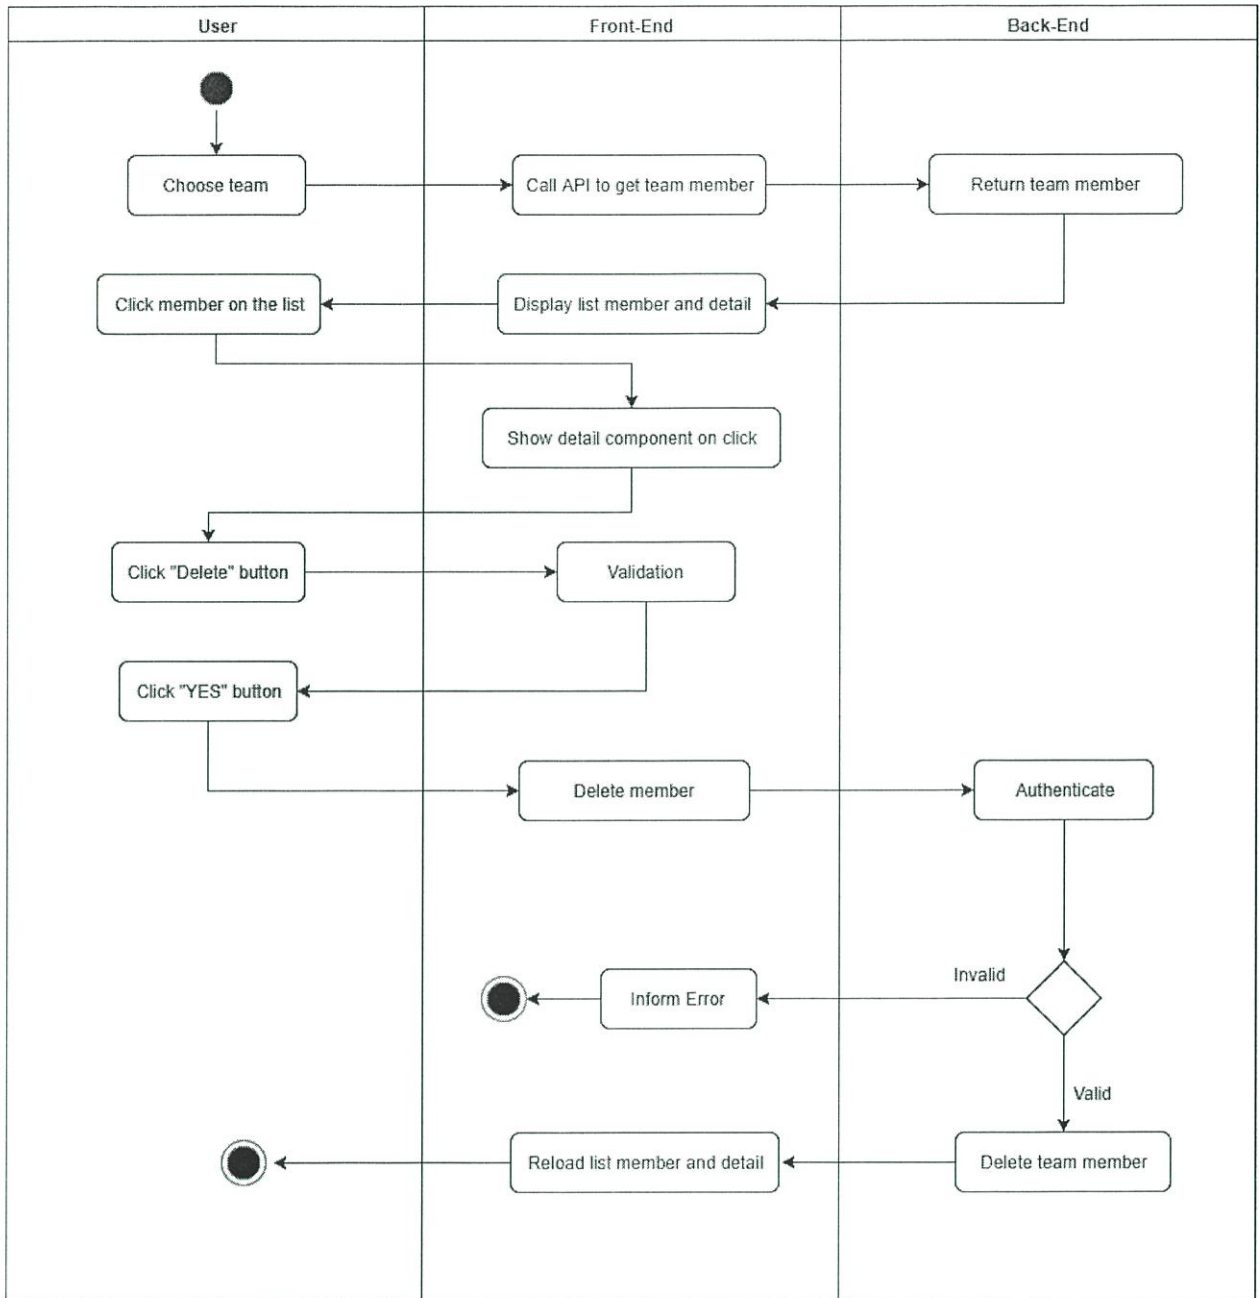 User
Front-End
Back-End
Choose team
Call API to get team member
Return team member
Click member on the list
Display list member and detail
Show detail component on click
Click "Delete" button
Validation
Click "YES" button
Delete member
Authenticate
Invalid
Inform Error
Valid
Reload list member and detail
Delete team member